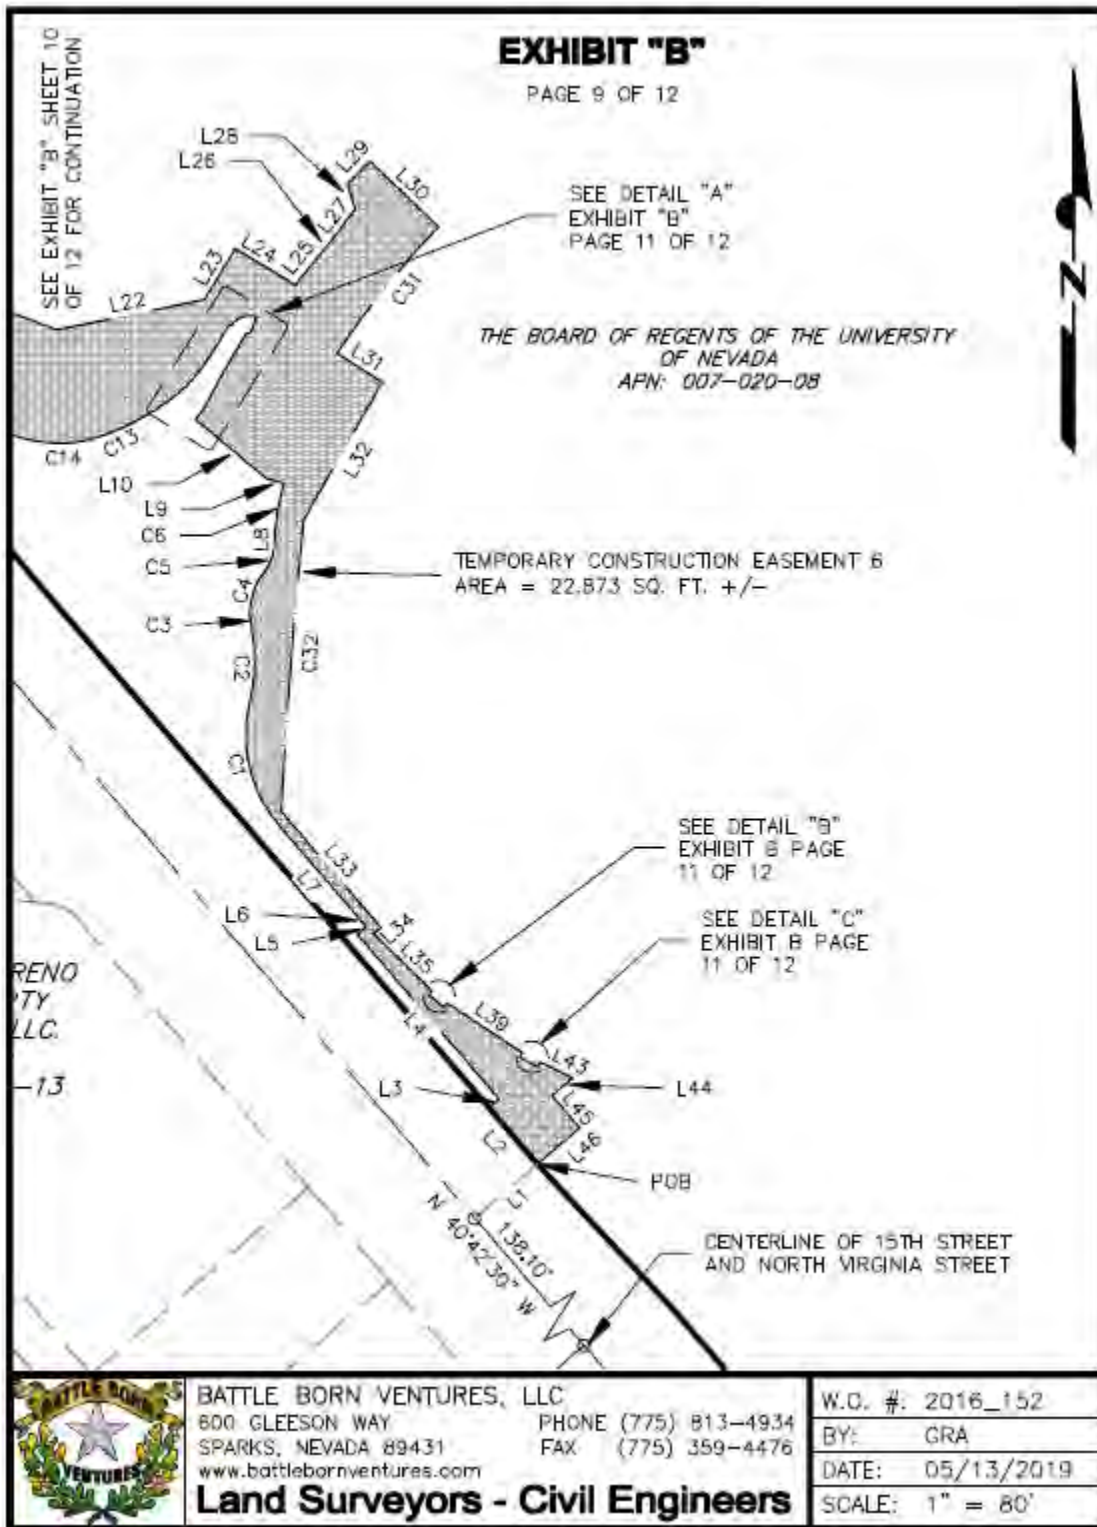 EXHIBIT "B"
PAGE 9 OF 12
SEE EXHIBIT "B" SHEET 10
OF 12 FOR CONTINUATION
L28
L26
L29
L30
L27
L25
L24
L23
L22
SEE DETAIL "A"
EXHIBIT "B"
PAGE 11 OF 12
C31
THE BOARD OF REGENTS OF THE UNIVERSITY
OF NEVADA
APN: 007-020-08
N
L31
C13
C14
L32
L10
L9
C6
L8
C5
C4
C3
TEMPORARY CONSTRUCTION EASEMENT 6
AREA = 22,873 SQ. FT. +/-
C2
C32
C1
SEE DETAIL "B"
EXHIBIT B PAGE
11 OF 12
L33
L7
L6
L5
L34
L35
SEE DETAIL "C"
EXHIBIT B PAGE
11 OF 12
RENO
TY
LLC.
-13
L4
L39
L43
L44
L3
L45
L2
L46
POB
L1
138.10'
N 40°42'30" W
CENTERLINE OF 15TH STREET
AND NORTH VIRGINIA STREET
BATTLE BORN
VENTURES
BATTLE BORN VENTURES, LLC
600 GLEESON WAY
SPARKS, NEVADA 89431
www.battlebornventures.com
PHONE (775) 813-4934
FAX (775) 359-4476
Land Surveyors - Civil Engineers
W.O. #: 2016_152
BY: GRA
DATE: 05/13/2019
SCALE: 1" = 80'